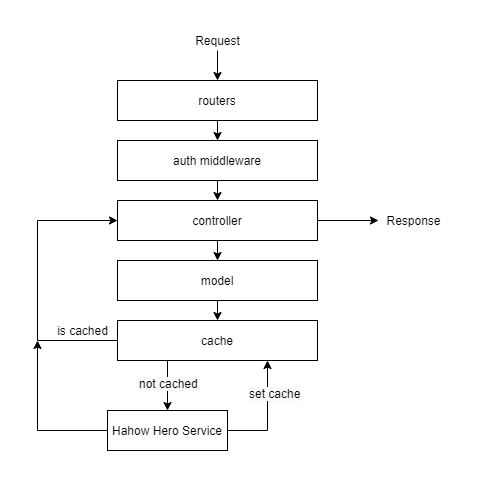 Request
routers
auth middleware
controller
Response
model
is cached
cache
not cached
set cache
Hahow Hero Service